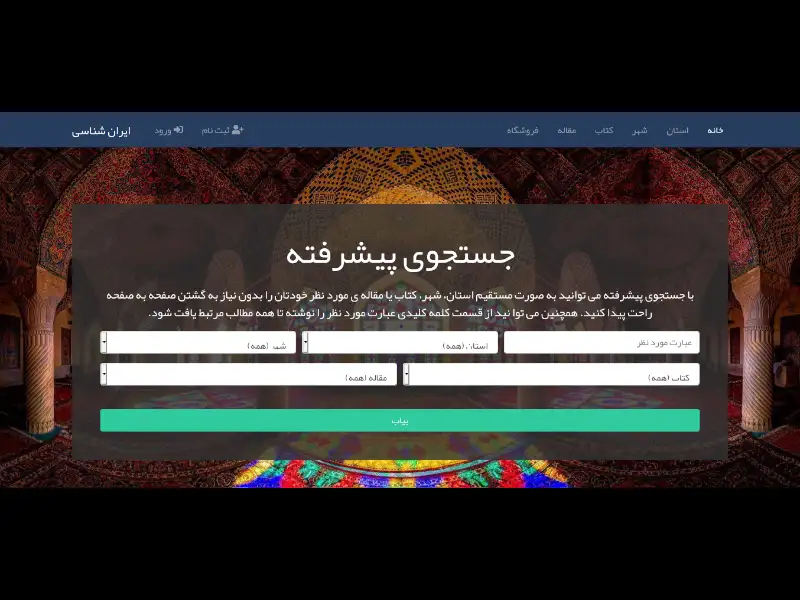 خانه استان شهر کتاب مقاله فروشگاه ثبت نام ورود ایران شناسی
جستجوی پیشرفته
با جستجوی پیشرفته می توانید به صورت مستقیم استان، شهر، کتاب یا مقاله ی مورد نظر خودتان را بدون نیاز به گشتن صفحه به صفحه
راحت پیدا کنید. همچنین می توانید از قسمت کلمه کلیدی عبارت مورد نظر را نوشته تا همه مطالب مرتبط یافت شود.
عبارت مورد نظر استان (همه) شهر (همه)
کتاب (همه) مقاله (همه)
بیاب